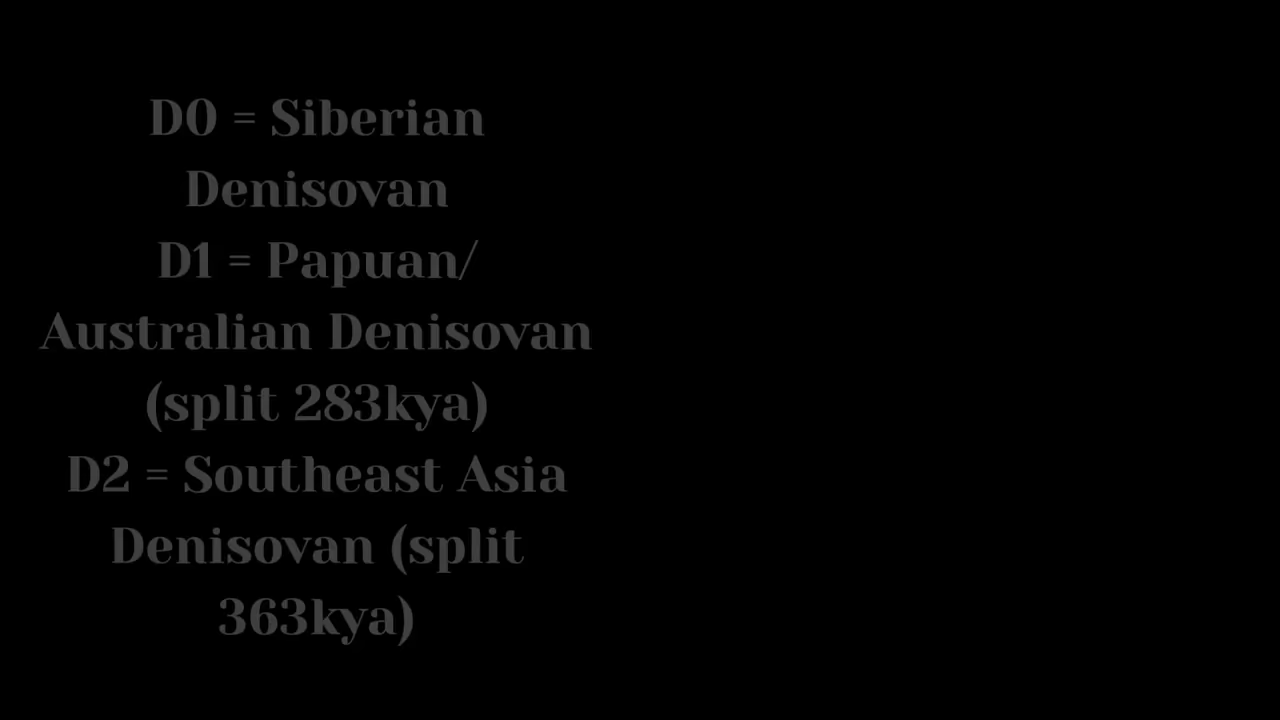 D0 = Siberian
Denisovan
D1 = Papuan/
Australian Denisovan
(split 283kya)
D2 = Southeast Asia
Denisovan (split
363kya)